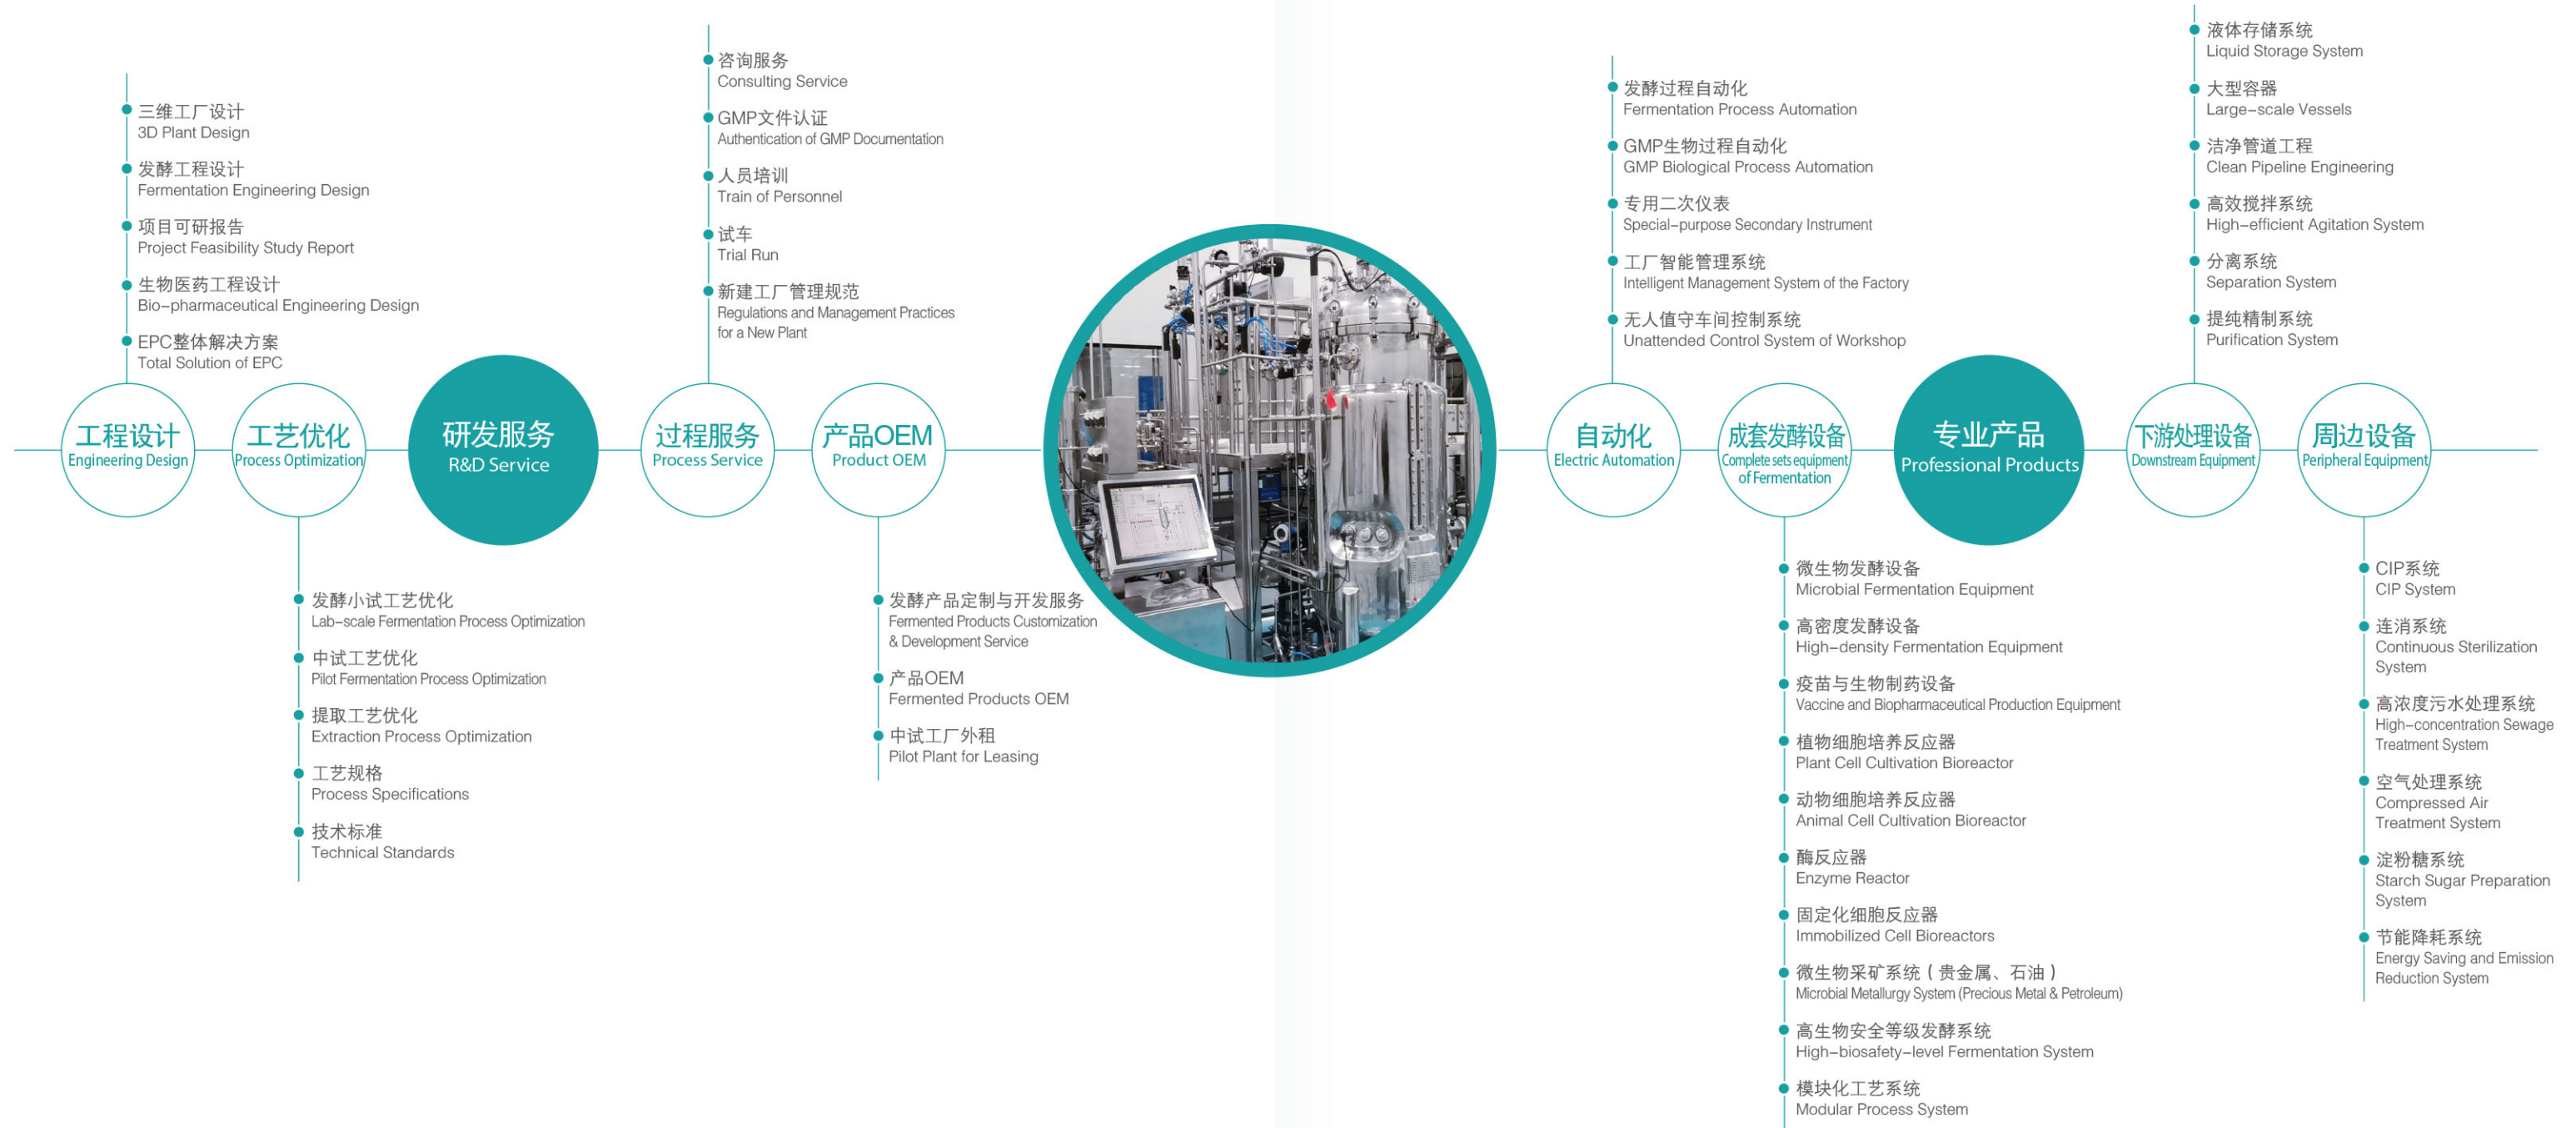 三维工厂设计
3D Plant Design
发酵工程设计
Fermentation Engineering Design
项目可研报告
Project Feasibility Study Report
生物医药工程设计
Bio-pharmaceutical Engineering Design
EPC整体解决方案
Total Solution of EPC
工程设计
Engineering Design
工艺优化
Process Optimization
发酵小试工艺优化
Lab-scale Fermentation Process Optimization
中试工艺优化
Pilot Fermentation Process Optimization
提取工艺优化
Extraction Process Optimization
工艺规格
Process Specifications
技术标准
Technical Standards
研发服务
R&D Service
咨询服务
Consulting Service
GMP文件认证
Authentication of GMP Documentation
人员培训
Train of Personnel
试车
Trial Run
新建工厂管理规范
Regulations and Management Practices
for a New Plant
过程服务
Process Service
产品OEM
Product OEM
发酵产品定制与开发服务
Fermented Products Customization
& Development Service
产品OEM
Fermented Products OEM
中试工厂外租
Pilot Plant for Leasing
发酵过程自动化
Fermentation Process Automation
GMP生物过程自动化
GMP Biological Process Automation
专用二次仪表
Special-purpose Secondary Instrument
工厂智能管理系统
Intelligent Management System of the Factory
无人值守车间控制系统
Unattended Control System of Workshop
自动化
Electric Automation
成套发酵设备
Complete sets equipment
of Fermentation
微生物发酵设备
Microbial Fermentation Equipment
高密度发酵设备
High-density Fermentation Equipment
疫苗与生物制药设备
Vaccine and Biopharmaceutical Production Equipment
植物细胞培养反应器
Plant Cell Cultivation Bioreactor
动物细胞培养反应器
Animal Cell Cultivation Bioreactor
酶反应器
Enzyme Reactor
固定化细胞反应器
Immobilized Cell Bioreactors
微生物采矿系统（贵金属、石油）
Microbial Metallurgy System (Precious Metal & Petroleum)
高生物安全等级发酵系统
High-biosafety-level Fermentation System
模块化工艺系统
Modular Process System
专业产品
Professional Products
液体存储系统
Liquid Storage System
大型容器
Large-scale Vessels
洁净管道工程
Clean Pipeline Engineering
高效搅拌系统
High-efficient Agitation System
分离系统
Separation System
提纯精制系统
Purification System
下游处理设备
Downstream Equipment
周边设备
Peripheral Equipment
CIP系统
CIP System
连消系统
Continuous Sterilization
System
高浓度污水处理系统
High-concentration Sewage
Treatment System
空气处理系统
Compressed Air
Treatment System
淀粉糖系统
Starch Sugar Preparation
System
节能降耗系统
Energy Saving and Emission
Reduction System